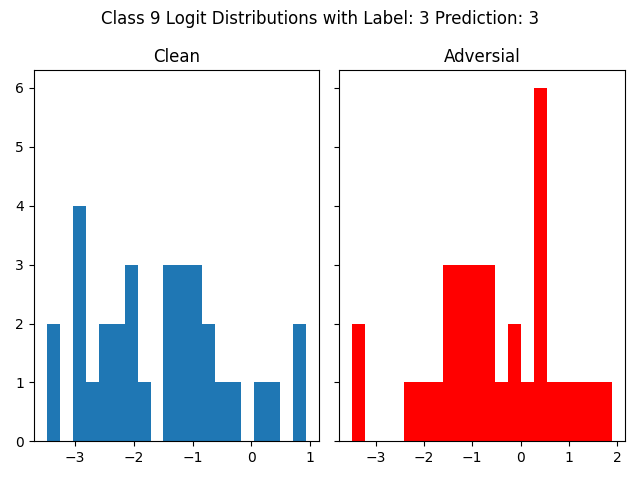 Class 9 Logit Distributions with Label: 3 Prediction: 3
Clean
Adversial
6
5
4
3
2
1
0
−3 −2 −1 0 1
−3 −2 −1 0 1 2